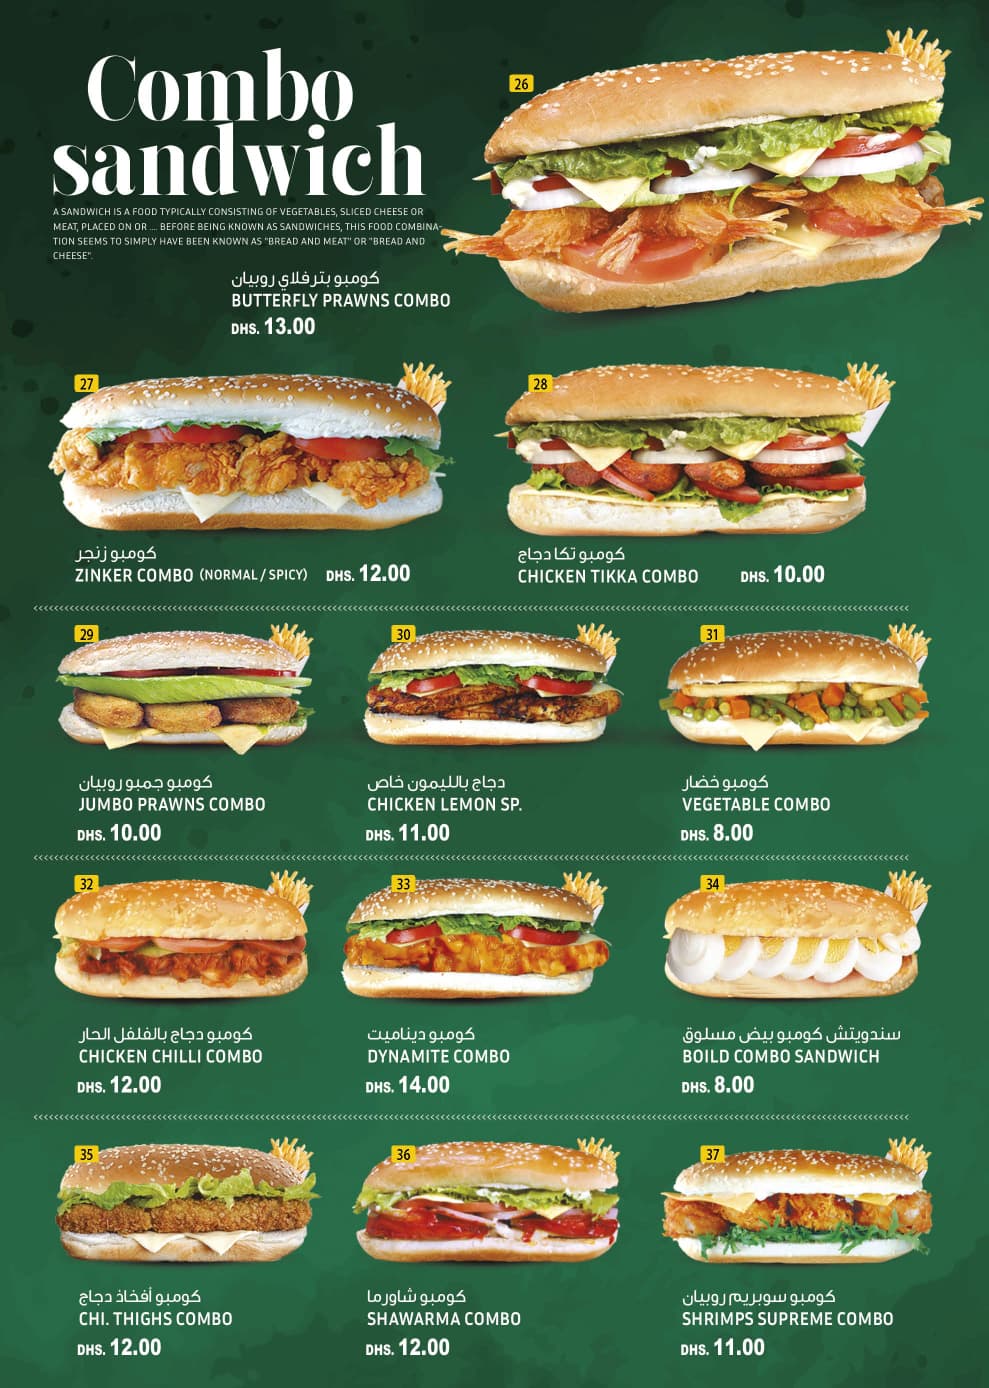 Combo
sandwich
A SANDWICH IS A FOOD TYPICALLY CONSISTING OF VEGETABLES, SLICED CHEESE OR
MEAT, PLACED ON OR ... BEFORE BEING KNOWN AS SANDWICHES, THIS FOOD COMBINA-
TION SEEMS TO SIMPLY HAVE BEEN KNOWN AS "BREAD AND MEAT" OR "BREAD AND
CHEESE".
26
كومبو بترفلاي روبيان
BUTTERFLY PRAWNS COMBO
DHS. 13.00
27
كومبو زنجر
ZINKER COMBO (NORMAL / SPICY) DHS. 12.00
28
كومبو تكا دجاج
CHICKEN TIKKA COMBO DHS. 10.00
29
كومبو جمبو روبيان
JUMBO PRAWNS COMBO
DHS. 10.00
30
دجاج بالليمون خاص
CHICKEN LEMON SP.
DHS. 11.00
31
كومبو خضار
VEGETABLE COMBO
DHS. 8.00
32
كومبو دجاج بالفلفل الحار
CHICKEN CHILLI COMBO
DHS. 12.00
33
كومبو ديناميت
DYNAMITE COMBO
DHS. 14.00
34
سندويتش كومبو بيض مسلوق
BOILD COMBO SANDWICH
DHS. 8.00
35
كومبو أفخاذ دجاج
CHI. THIGHS COMBO
DHS. 12.00
36
كومبو شاورما
SHAWARMA COMBO
DHS. 12.00
37
كومبو سوبريم روبيان
SHRIMPS SUPREME COMBO
DHS. 11.00